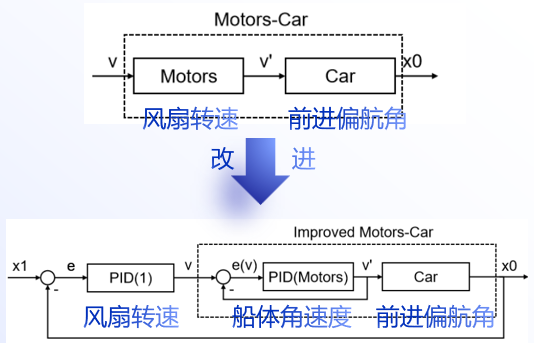 Motors-Car
v Motors v' Car x0
风扇转速 前进偏航角
改 进
Improved Motors-Car
x1 e PID(1) v e(v) PID(Motors) v' Car x0
- -
风扇转速 船体角速度 前进偏航角